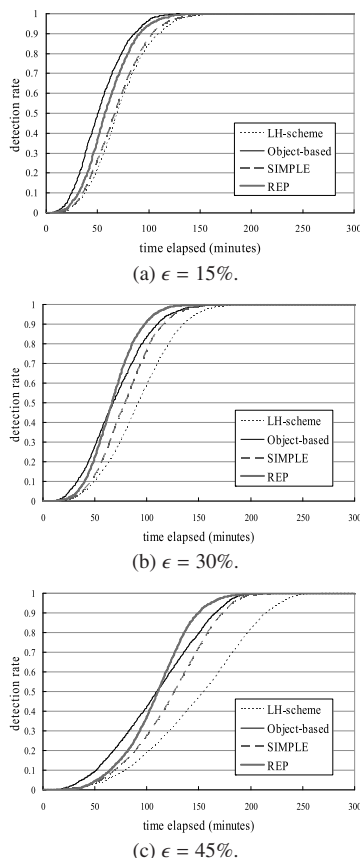 detection rate
1
0.9
0.8
0.7
0.6
0.5
0.4
0.3
0.2
0.1
0
LH-scheme
Object-based
SIMPLE
REP
0 50 100 150 200 250 300
time elapsed (minutes)
(a) ϵ = 15%.
detection rate
1
0.9
0.8
0.7
0.6
0.5
0.4
0.3
0.2
0.1
0
LH-scheme
Object-based
SIMPLE
REP
0 50 100 150 200 250 300
time elapsed (minutes)
(b) ϵ = 30%.
detection rate
1
0.9
0.8
0.7
0.6
0.5
0.4
0.3
0.2
0.1
0
LH-scheme
Object-based
SIMPLE
REP
0 50 100 150 200 250 300
time elapsed (minutes)
(c) ϵ = 45%.